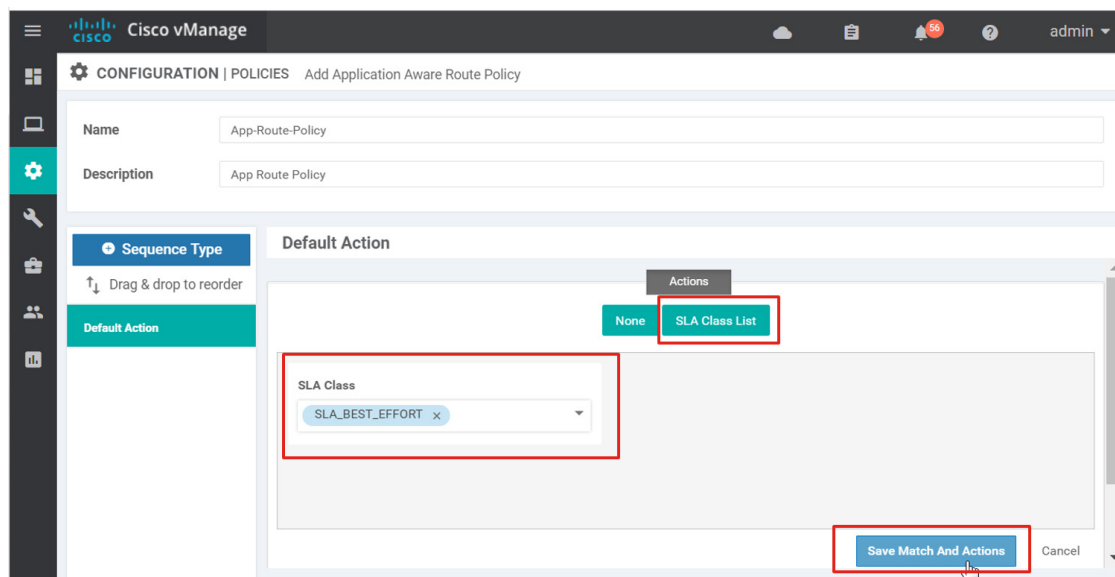 cisco Cisco vManage 56 admin
CONFIGURATION | POLICIES Add Application Aware Route Policy
Name App-Route-Policy
Description App Route Policy
Sequence Type
Drag & drop to reorder
Default Action
Default Action
Actions
None SLA Class List
SLA Class
SLA_BEST_EFFORT ×
Save Match And Actions Cancel